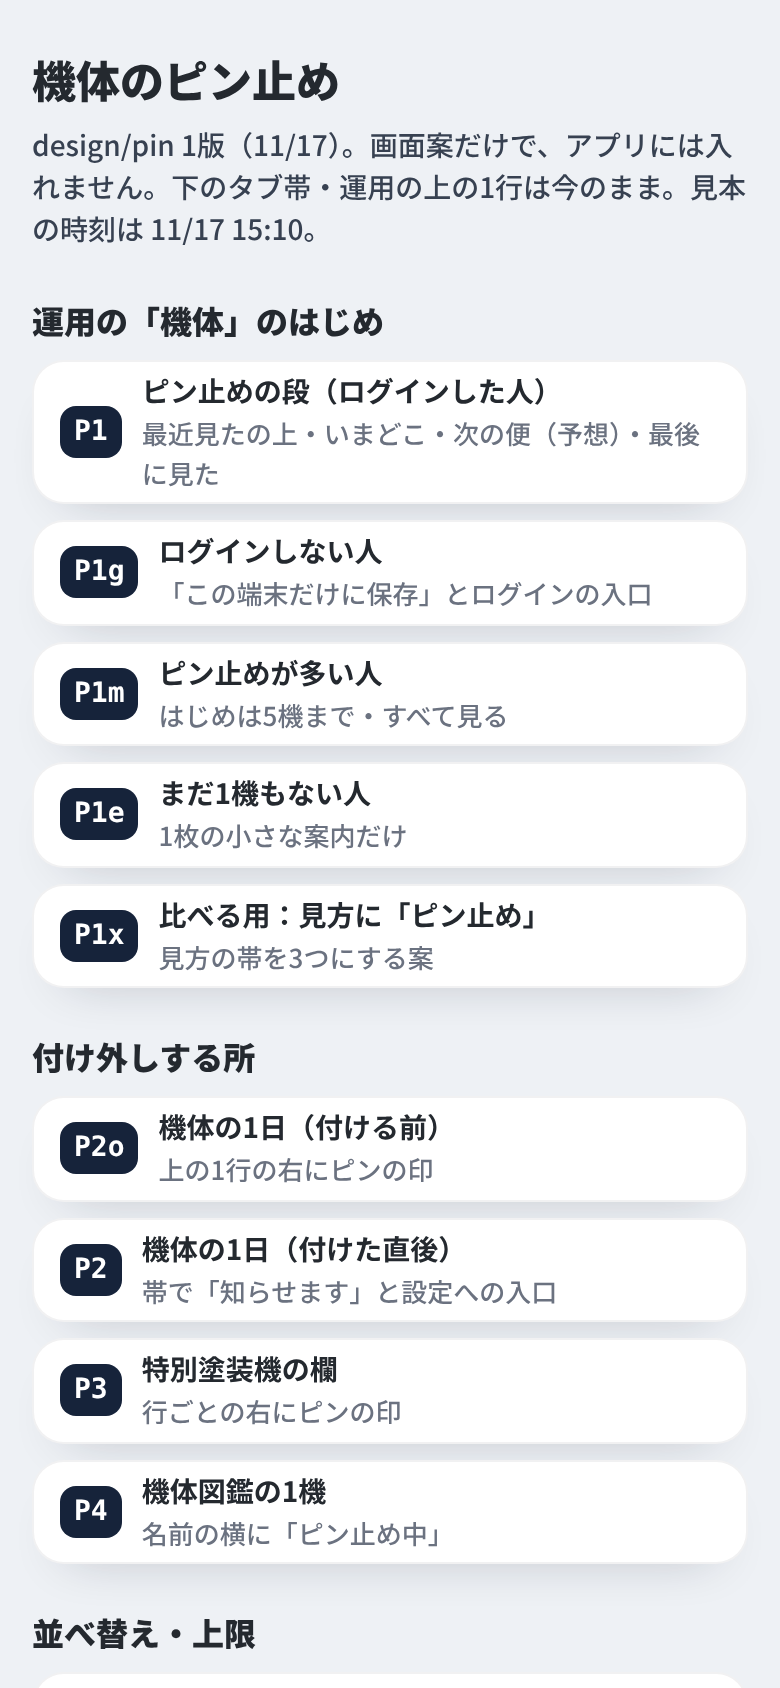 機体のピン止め
design/pin 1版（11/17）。画面案だけで、アプリには入
れません。下のタブ帯・運用の上の1行は今のまま。見本
の時刻は 11/17 15:10。
運用の「機体」のはじめ
P1
ピン止めの段（ログインした人）
最近見たの上・いまどこ・次の便（予想）・最後
に見た
P1g
ログインしない人
「この端末だけに保存」とログインの入口
P1m
ピン止めが多い人
はじめは5機まで・すべて見る
P1e
まだ1機もない人
1枚の小さな案内だけ
P1x
比べる用：見方に「ピン止め」
見方の帯を3つにする案
付け外しする所
P2o
機体の1日（付ける前）
上の1行の右にピンの印
P2
機体の1日（付けた直後）
帯で「知らせます」と設定への入口
P3
特別塗装機の欄
行ごとの右にピンの印
P4
機体図鑑の1機
名前の横に「ピン止め中」
並べ替え・上限